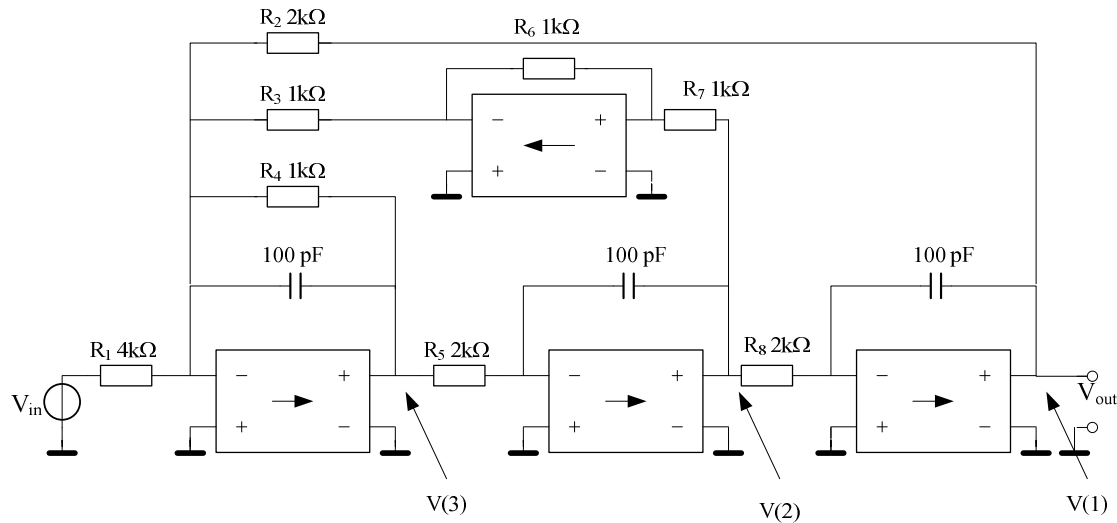 R₂ 2kΩ
R₆ 1kΩ
R₃ 1kΩ
R₇ 1kΩ
− +
+ −
R₄ 1kΩ
100 pF
100 pF
100 pF
R₁ 4kΩ
R₅ 2kΩ
R₈ 2kΩ
− +
− +
− +
Vᵢₙ
Vₒᵤₜ
+ −
+ −
+ −
V(3)
V(2)
V(1)